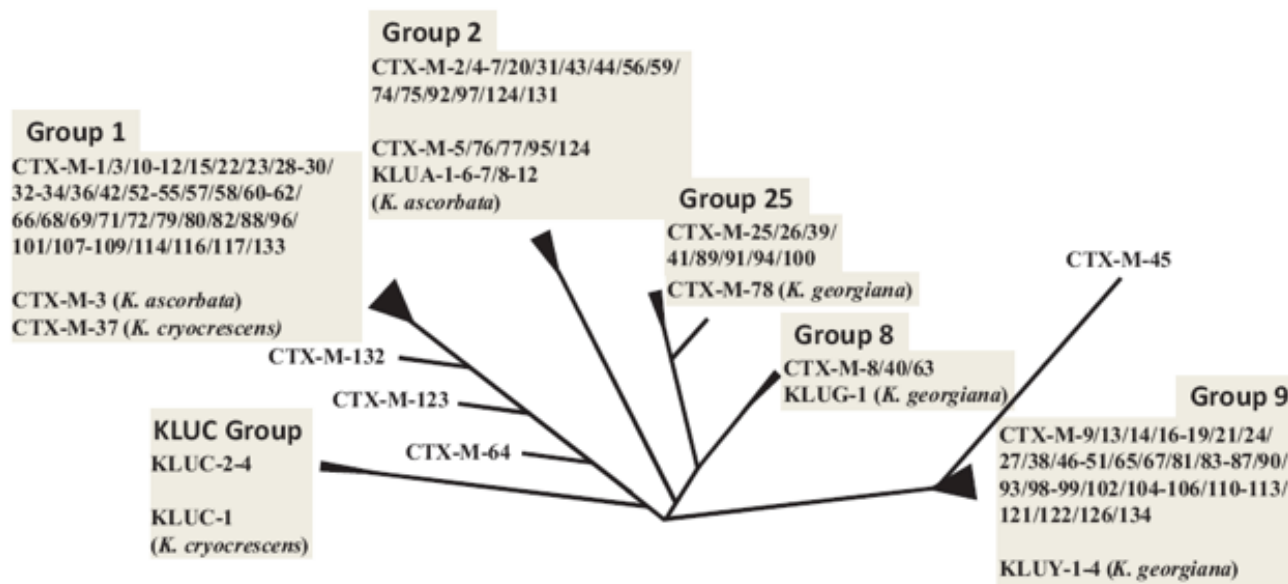 Group 2
CTX-M-2/4-7/20/31/43/44/56/59/
74/75/92/97/124/131
CTX-M-5/76/77/95/124
KLUA-1-6-7/8-12
(K. ascorbata)
Group 1
CTX-M-1/3/10-12/15/22/23/28-30/
32-34/36/42/52-55/57/58/60-62/
66/68/69/71/72/79/80/82/88/96/
101/107-109/114/116/117/133
CTX-M-3 (K. ascorbata)
CTX-M-37 (K. cryocrescens)
Group 25
CTX-M-25/26/39/
41/89/91/94/100
CTX-M-78 (K. georgiana)
CTX-M-45
Group 8
CTX-M-8/40/63
KLUG-1 (K. georgiana)
CTX-M-132
CTX-M-123
CTX-M-64
KLUC Group
KLUC-2-4
KLUC-1
(K. cryocrescens)
Group 9
CTX-M-9/13/14/16-19/21/24/
27/38/46-51/65/67/81/83-87/90/
93/98-99/102/104-106/110-113/
121/122/126/134
KLUY-1-4 (K. georgiana)